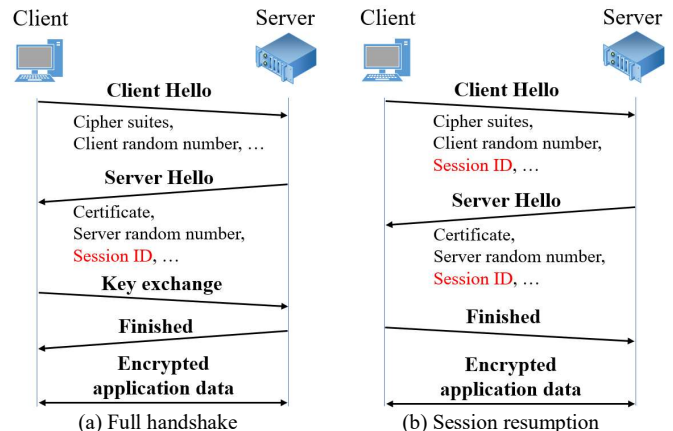 Client
Server
Client Hello
Cipher suites,
Client random number, …
Server Hello
Certificate,
Server random number,
Session ID, …
Key exchange
Finished
Encrypted
application data
(a) Full handshake
Client
Server
Client Hello
Cipher suites,
Client random number,
Session ID, …
Server Hello
Certificate,
Server random number,
Session ID, …
Finished
Encrypted
application data
(b) Session resumption